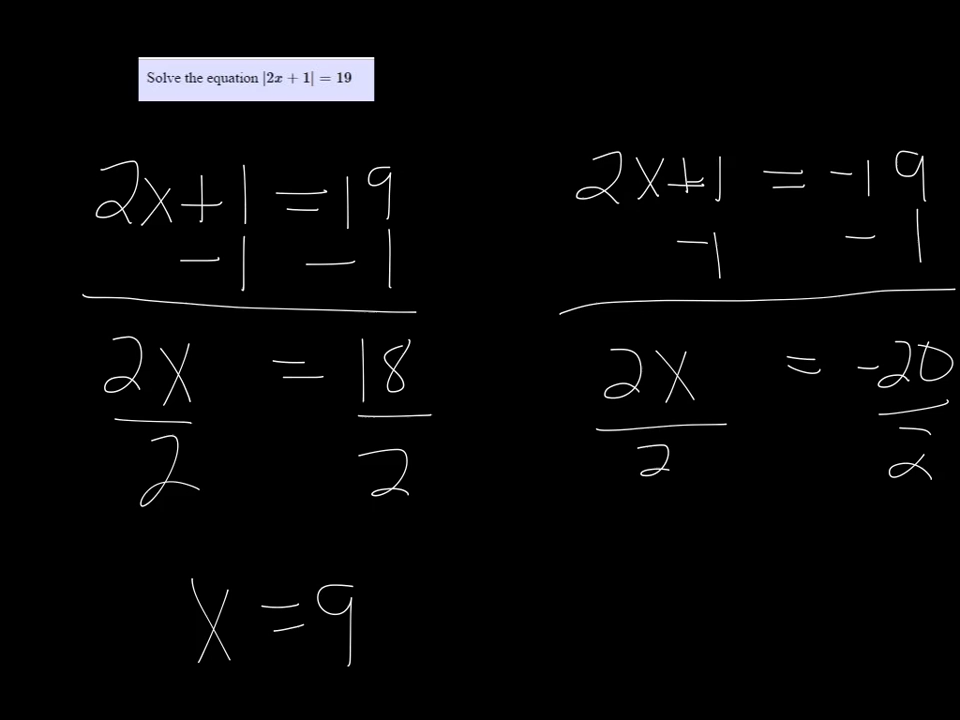 Solve the equation |2x + 1| = 19
2x+1 = 19
-1 -1
2x = 18
2 2
x = 9
2x+1 = -19
-1 -1
2x = -20
2 2